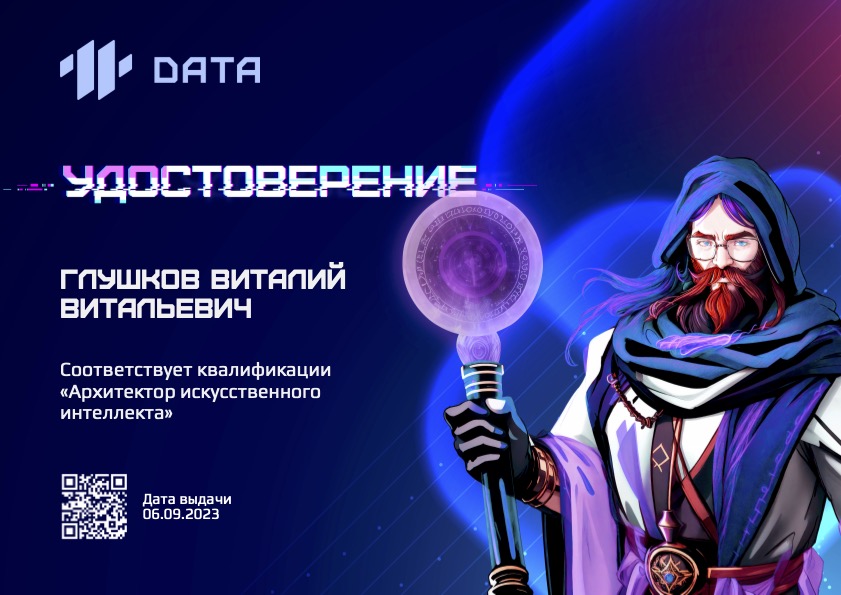 DATA
УДОСТОВЕРЕНИЕ
ГЛУШКОВ ВИТАЛИЙ
ВИТАЛЬЕВИЧ
Соответствует квалификации
«Архитектор искусственного
интеллекта»
Дата выдачи
06.09.2023